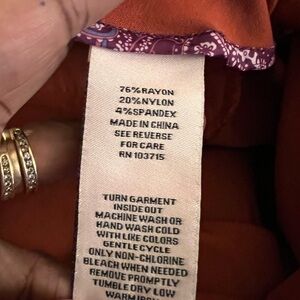 76%RAYON
20%NYLON
4%SPANDEX
MADE IN CHINA
SEE REVERSE
FOR CARE
RN 103715
TURN GARMENT
INSIDE OUT
MACHINE WASH OR
HAND WASH COLD
WITH LIKE COLORS
GENTLE CYCLE
ONLY NON-CHLORINE
BLEACH WHEN NEEDED
REMOVE PROMPTLY
TUMBLE DRY LOW
WARM IRON